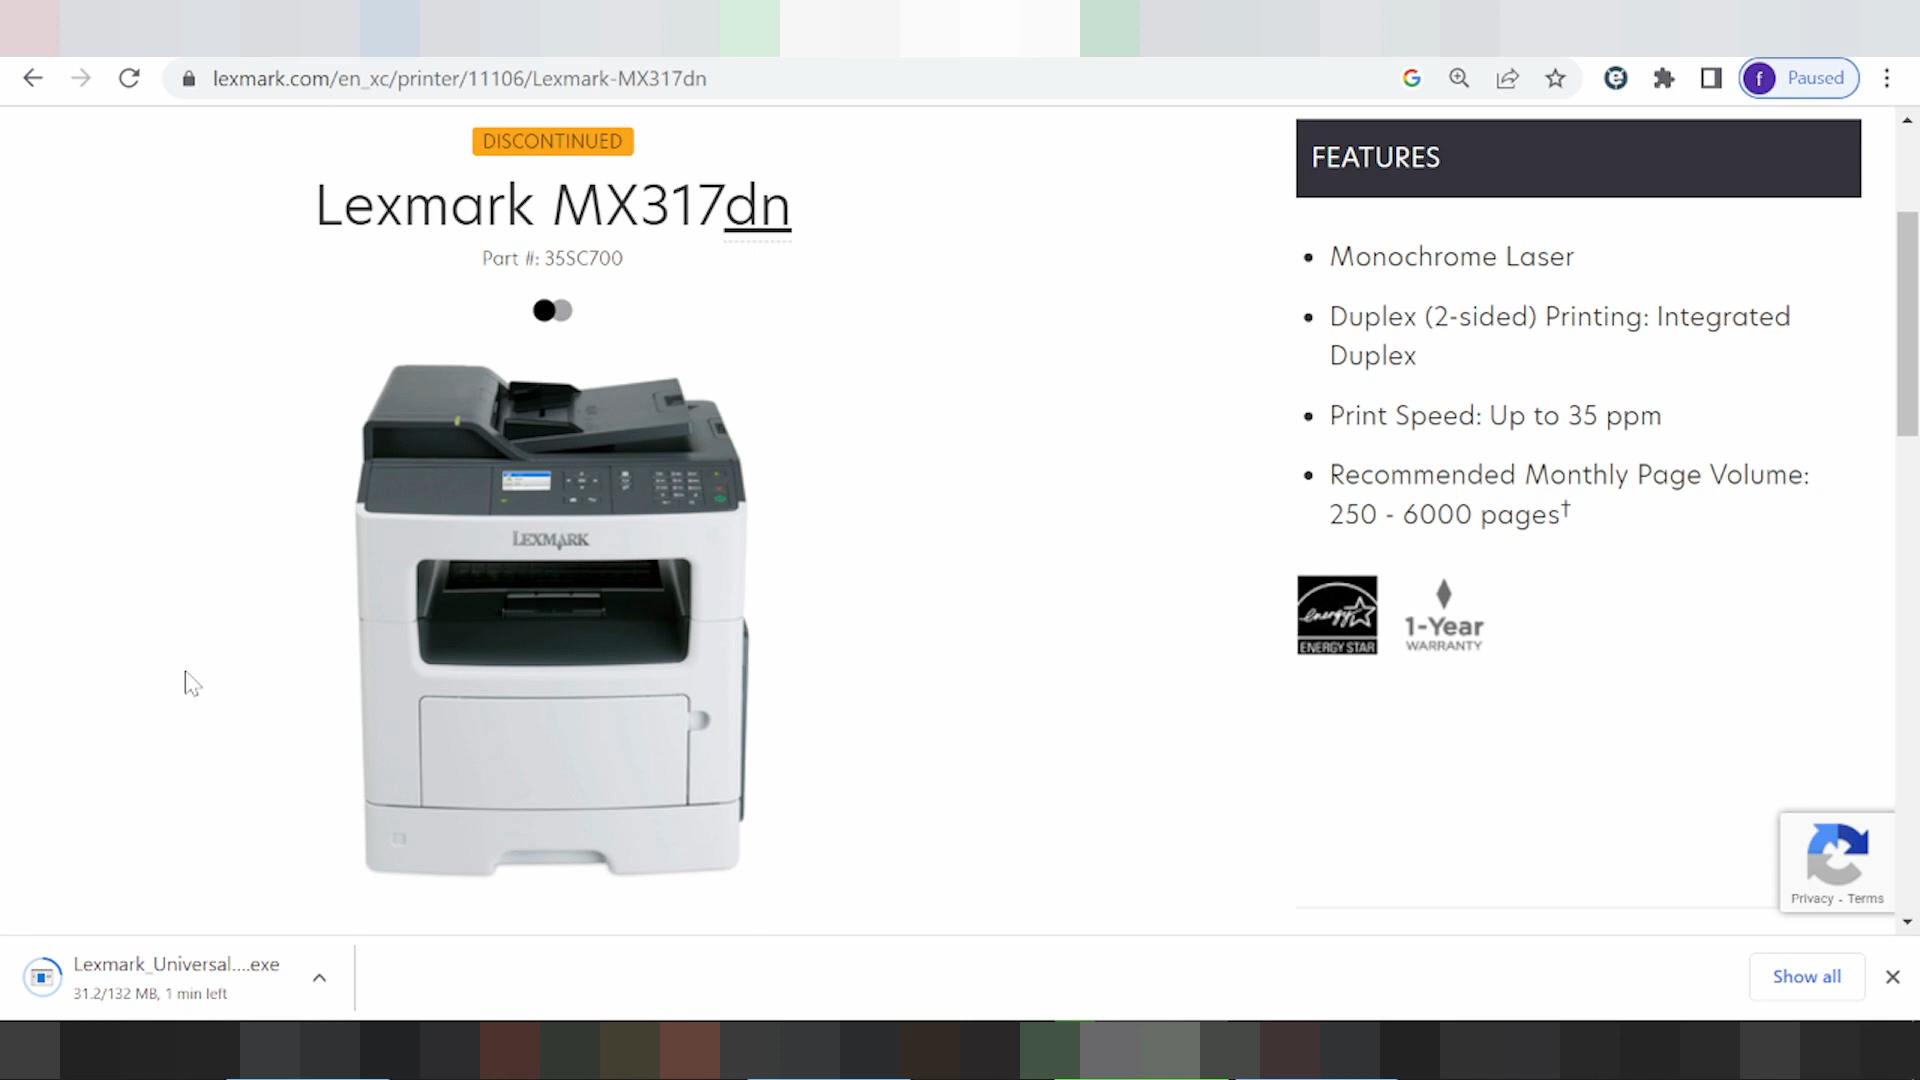 lexmark.com/en_xc/printer/11106/Lexmark-MX317dn
f Paused
DISCONTINUED
Lexmark MX317dn
Part #: 35SC700
LEXMARK
FEATURES
Monochrome Laser
Duplex (2-sided) Printing: Integrated
Duplex
Print Speed: Up to 35 ppm
Recommended Monthly Page Volume:
250 - 6000 pages†
energy
ENERGY STAR
1-Year
WARRANTY
Privacy - Terms
Lexmark_Universal....exe
31.2/132 MB, 1 min left
Show all